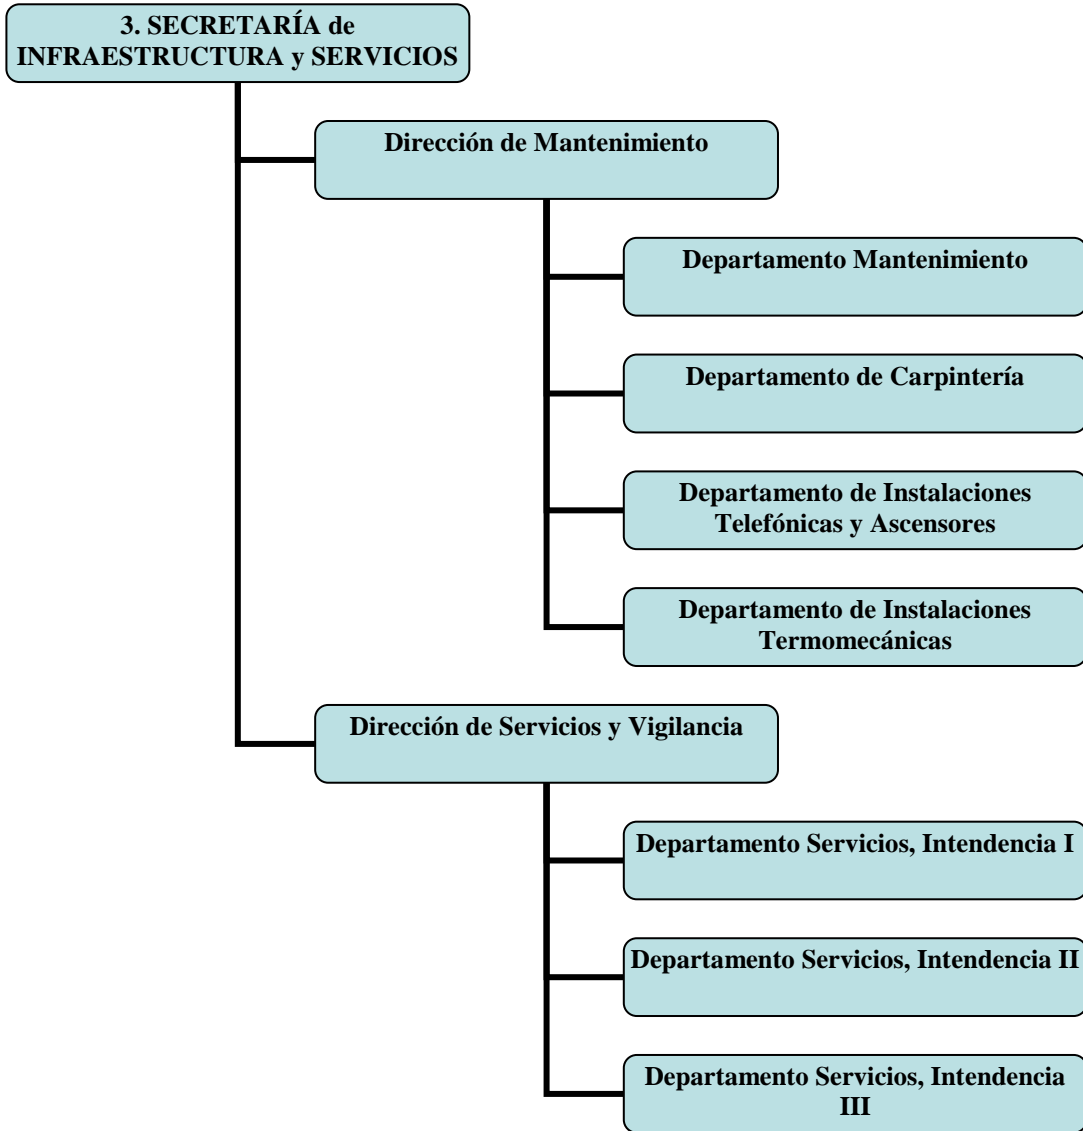 3. SECRETARÍA de
INFRAESTRUCTURA y SERVICIOS
Dirección de Mantenimiento
Departamento Mantenimiento
Departamento de Carpintería
Departamento de Instalaciones
Telefónicas y Ascensores
Departamento de Instalaciones
Termomecánicas
Dirección de Servicios y Vigilancia
Departamento Servicios, Intendencia I
Departamento Servicios, Intendencia II
Departamento Servicios, Intendencia
III